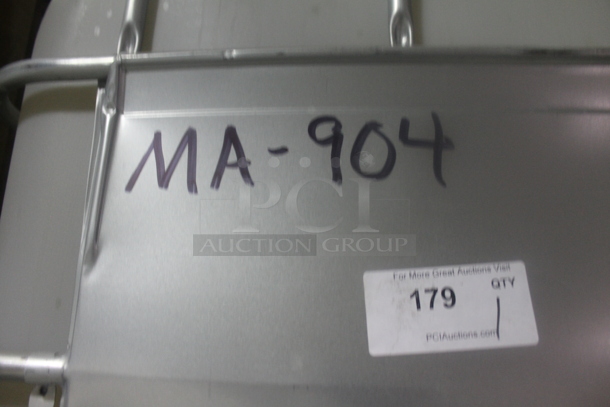 MA-904
PCI
AUCTION GROUP
For More Great Auctions Visit
179
QTY
1
PCIAuctions.com